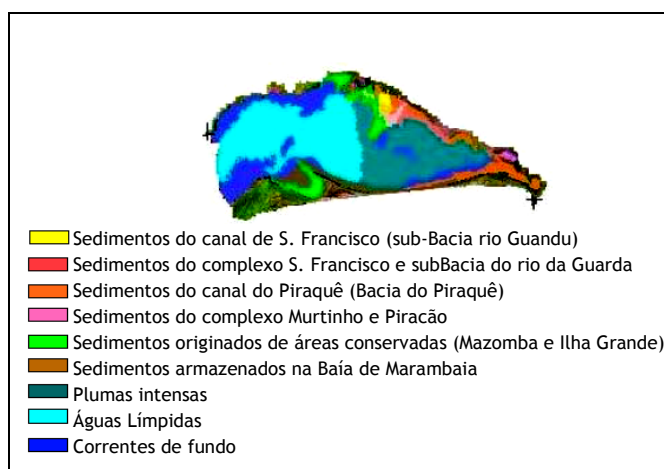 Sedimentos do canal de S. Francisco (sub-Bacia rio Guandu)
Sedimentos do complexo S. Francisco e subBacia do rio da Guarda
Sedimentos do canal do Piraquê (Bacia do Piraquê)
Sedimentos do complexo Murtinho e Piracão
Sedimentos originados de áreas conservadas (Mazomba e Ilha Grande)
Sedimentos armazenados na Baía de Marambaia
Plumas intensas
Águas Límpidas
Correntes de fundo